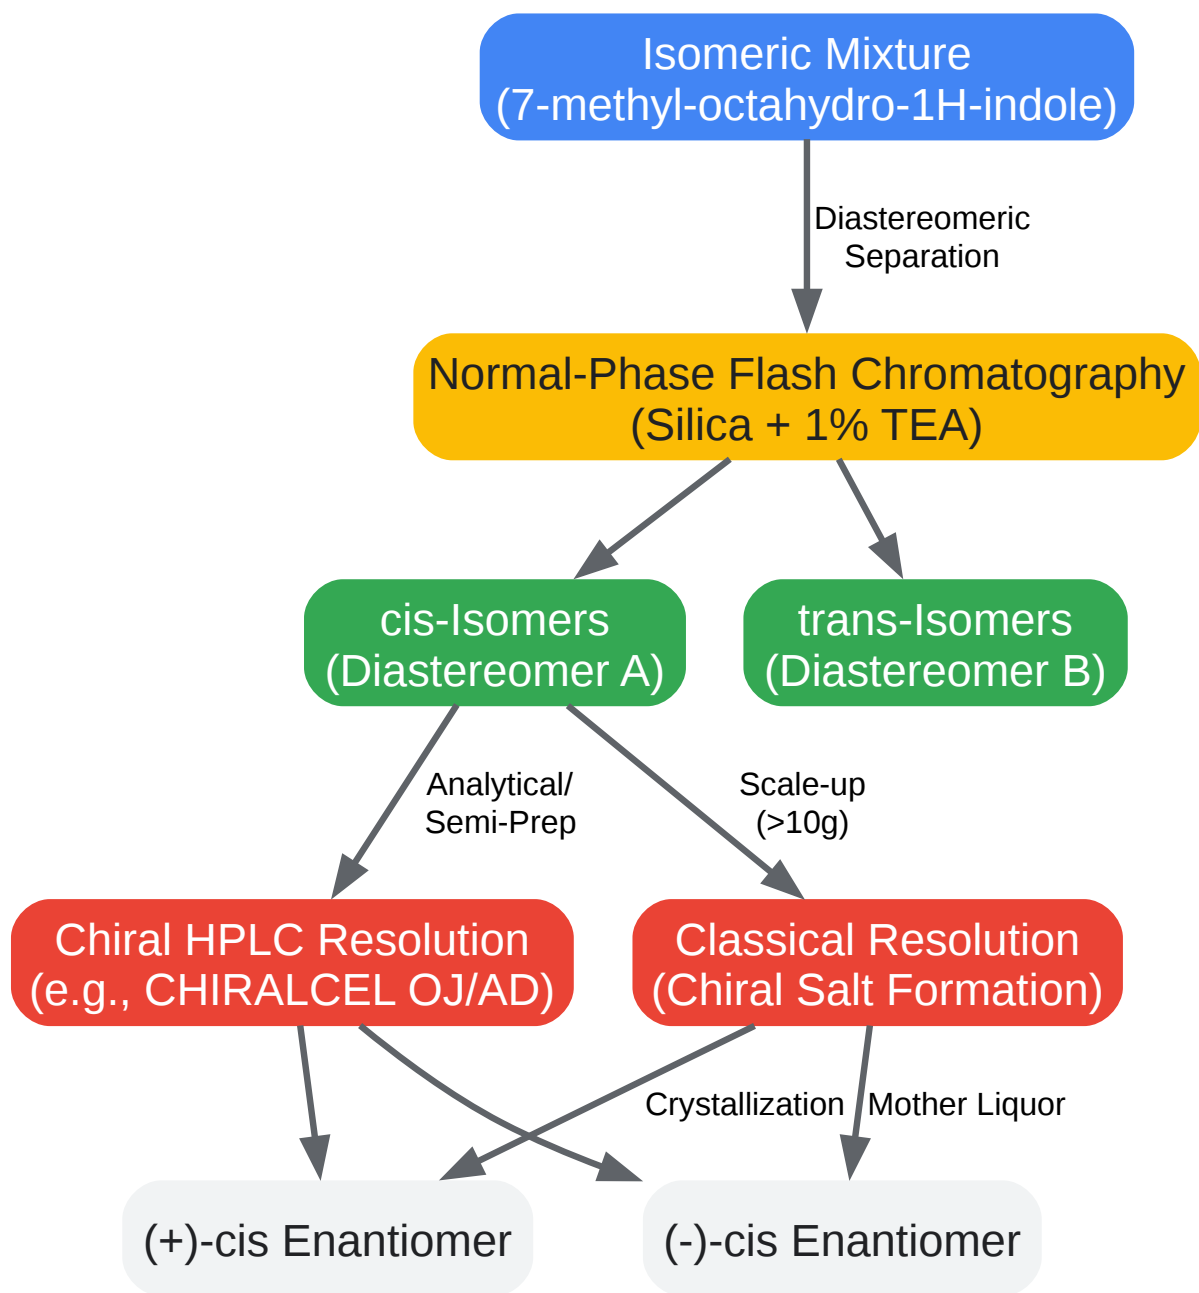 Isomeric Mixture
(7-methyl-octahydro-1H-indole)
Diastereomeric
Separation
Normal-Phase Flash Chromatography
(Silica + 1% TEA)
cis-Isomers
(Diastereomer A)
trans-Isomers
(Diastereomer B)
Analytical/
Semi-Prep
Scale-up
(>10g)
Chiral HPLC Resolution
(e.g., CHIRALCEL OJ/AD)
Classical Resolution
(Chiral Salt Formation)
Crystallization
Mother Liquor
(+)-cis Enantiomer
(-)-cis Enantiomer